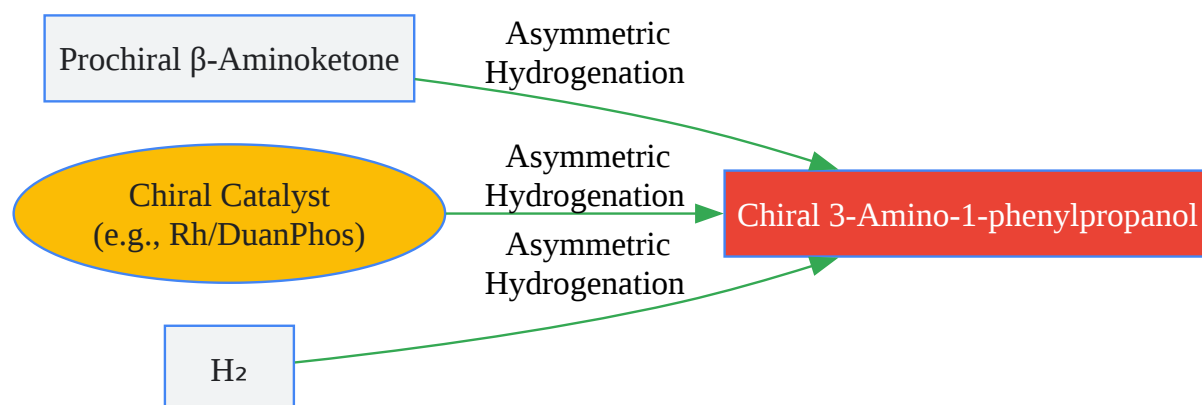 Asymmetric
Hydrogenation
Prochiral β-Aminoketone
Asymmetric
Hydrogenation
Chiral Catalyst
(e.g., Rh/DuanPhos)
Chiral 3-Amino-1-phenylpropanol
Asymmetric
Hydrogenation
H₂